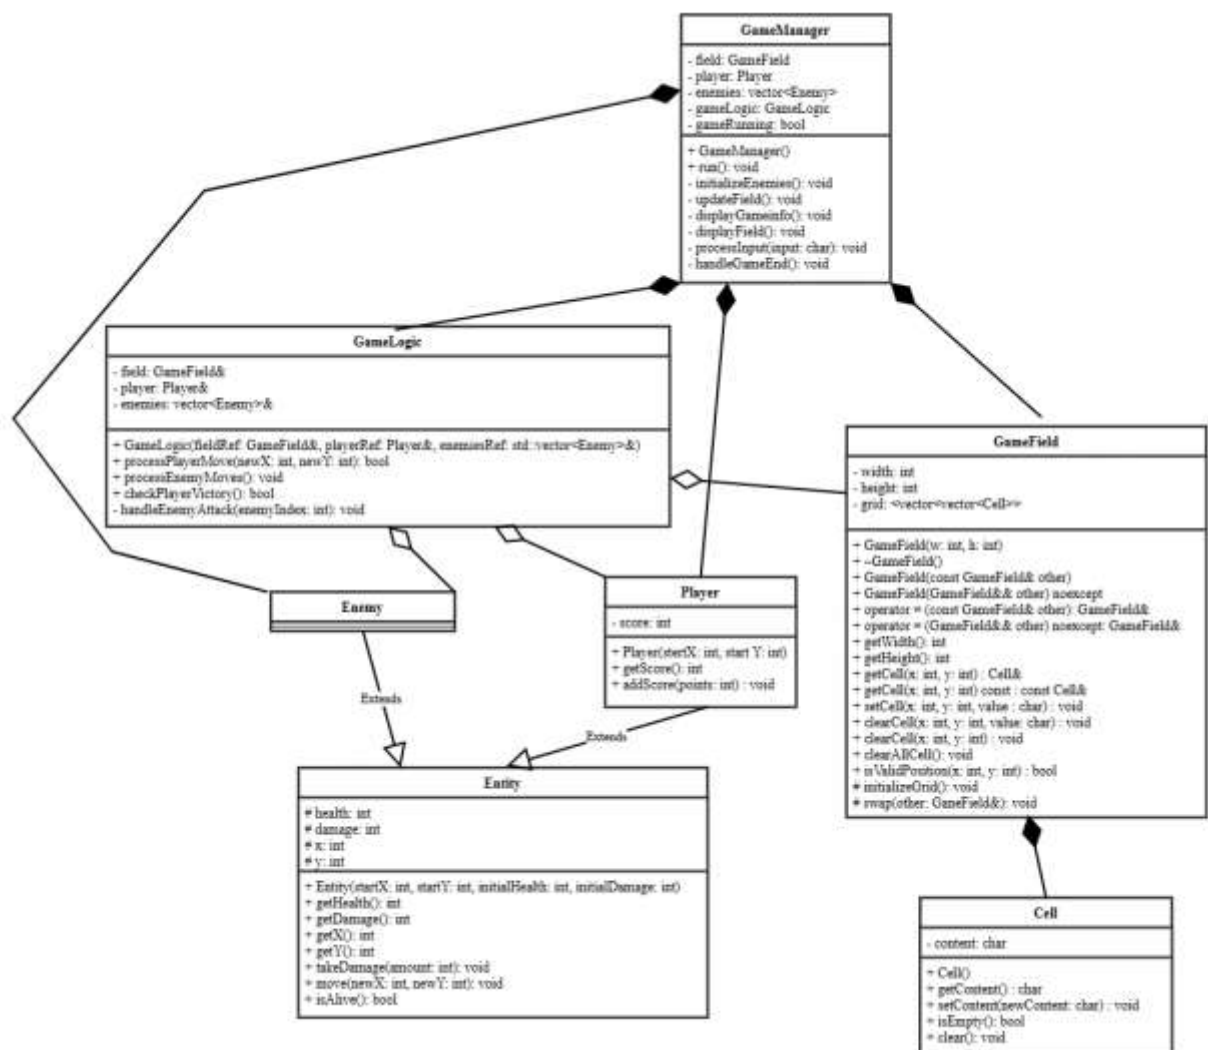 GameManager
- field: GameField
- player: Player
- enemies: vector<Enemy>
- gameLogic: GameLogic
- gameRunning: bool
+ GameManager()
+ run(): void
- initializeEnemies(): void
- updateField(): void
- displayGameinfo(): void
- displayField(): void
- processInput(input: char): void
- handleGameEnd(): void
GameLogic
- field: GameField&
- player: Player&
- enemies: vector<Enemy>&
+ GameLogic(fieldRef: GameField&, playerRef: Player&, enemiesRef: std::vector<Enemy>&)
+ processPlayerMove(newX: int, newY: int): bool
+ processEnemyMoves(): void
+ checkPlayerVictory(): bool
- handleEnemyAttack(enemyIndex: int): void
GameField
- width: int
- height: int
- grid: <vector<vector<Cell>>
+ GameField(w: int, h: int)
+ ~GameField()
+ GameField(const GameField& other)
+ GameField(GameField&& other) noexcept
+ operator = (const GameField& other): GameField&
+ operator = (GameField&& other) noexcept: GameField&
+ getWidth(): int
+ getHeight(): int
+ getCell(x: int, y: int) : Cell&
+ getCell(x: int, y: int) const : const Cell&
+ setCell(x: int, y: int, value : char) : void
+ clearCell(x: int, y: int, value: char) : void
+ clearCell(x: int, y: int) : void
+ clearAllCell(): void
+ isValidPosition(x: int, y: int) : bool
# initializeGrid(): void
# swap(other: GameField&): void
Enemy
Player
- score: int
+ Player(stertX: int, start Y: int)
+ getScore(): int
+ addScore(points: int) : void
Extends
Extends
Entity
# health: int
# damage: int
# x: int
# y: int
+ Entity(startX: int, startY: int, initialHealth: int, initialDamage: int)
+ getHealth(): int
+ getDamage(): int
+ getX(): int
+ getY(): int
+ takeDamage(amount: int): void
+ move(newX: int, newY: int): void
+ isAlive(): bool
Cell
- content: char
+ Cell()
+ getContent() : char
+ setContent(newContent: char) : void
+ isEmpty(): bool
+ clear(): void